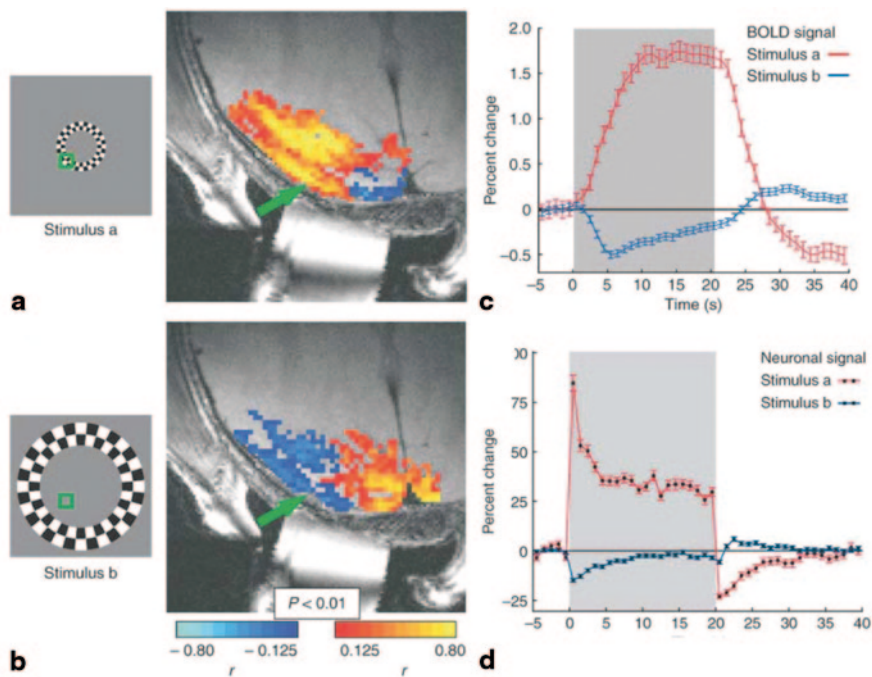 a
Stimulus a
b
Stimulus b
P < 0.01
−0.80 −0.125 0.125 0.80
r r
c
BOLD signal
Stimulus a
Stimulus b
Percent change
2.0
1.5
1.0
0.5
0
−0.5
−5 0 5 10 15 20 25 30 35 40
Time (s)
d
Neuronal signal
Stimulus a
Stimulus b
Percent change
00
75
50
25
0
−25
−5 0 5 10 15 20 25 30 35 40